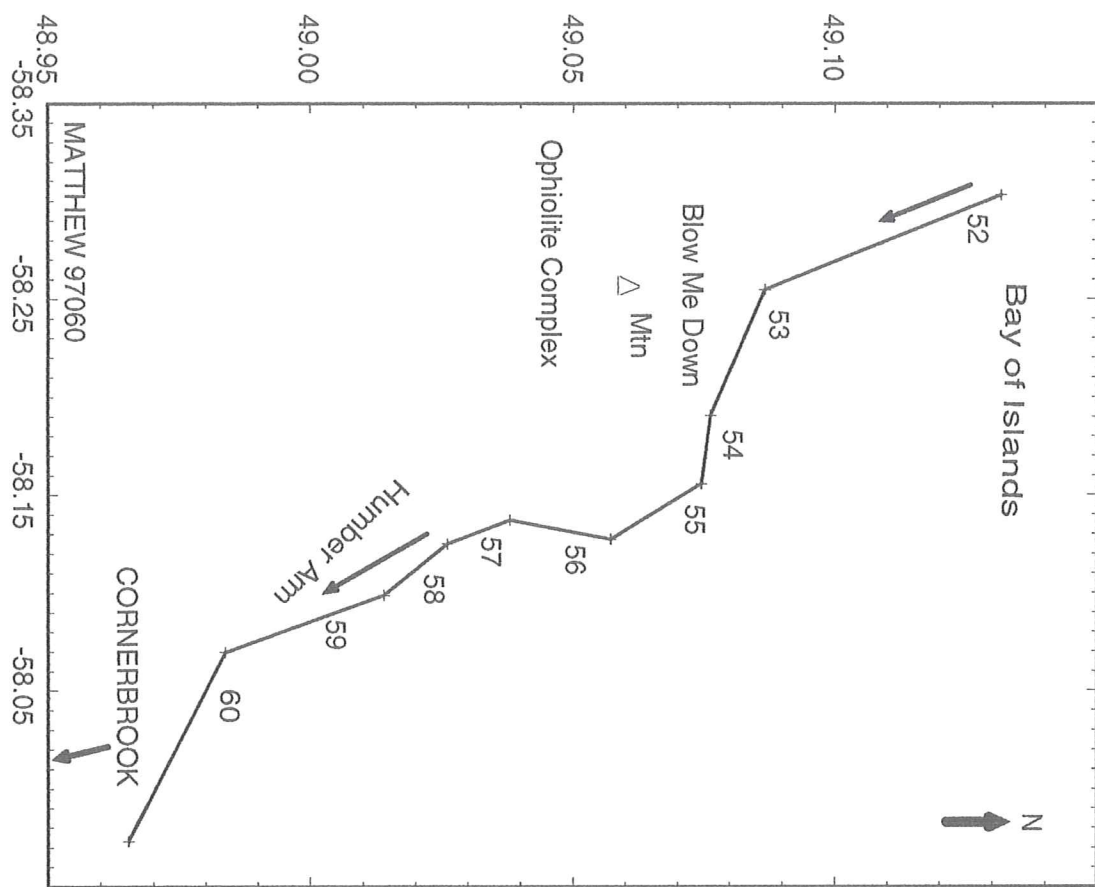 Bay of Islands
N
52
53
54
55
56
57
58
59
60
Blow Me Down
Mtn
Ophiolite Complex
Humber Arm
CORNERBROOK
MATTHEW 97060
49.10
49.05
49.00
48.95
-58.35
-58.25
-58.15
-58.05